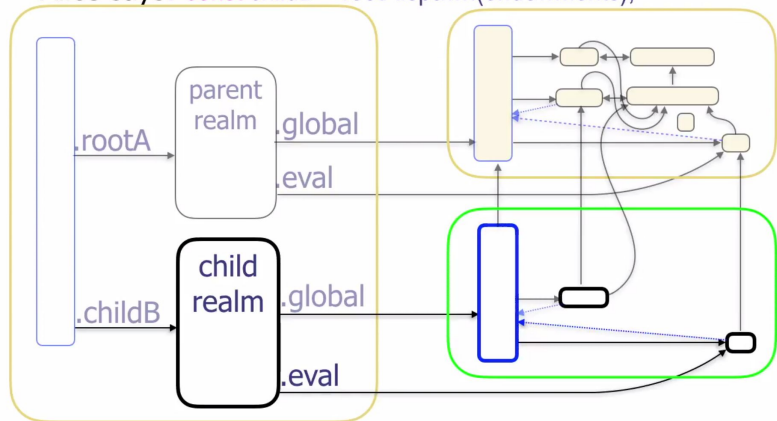 parent
realm
.rootA
.global
.eval
child
realm
.childB
.global
.eval